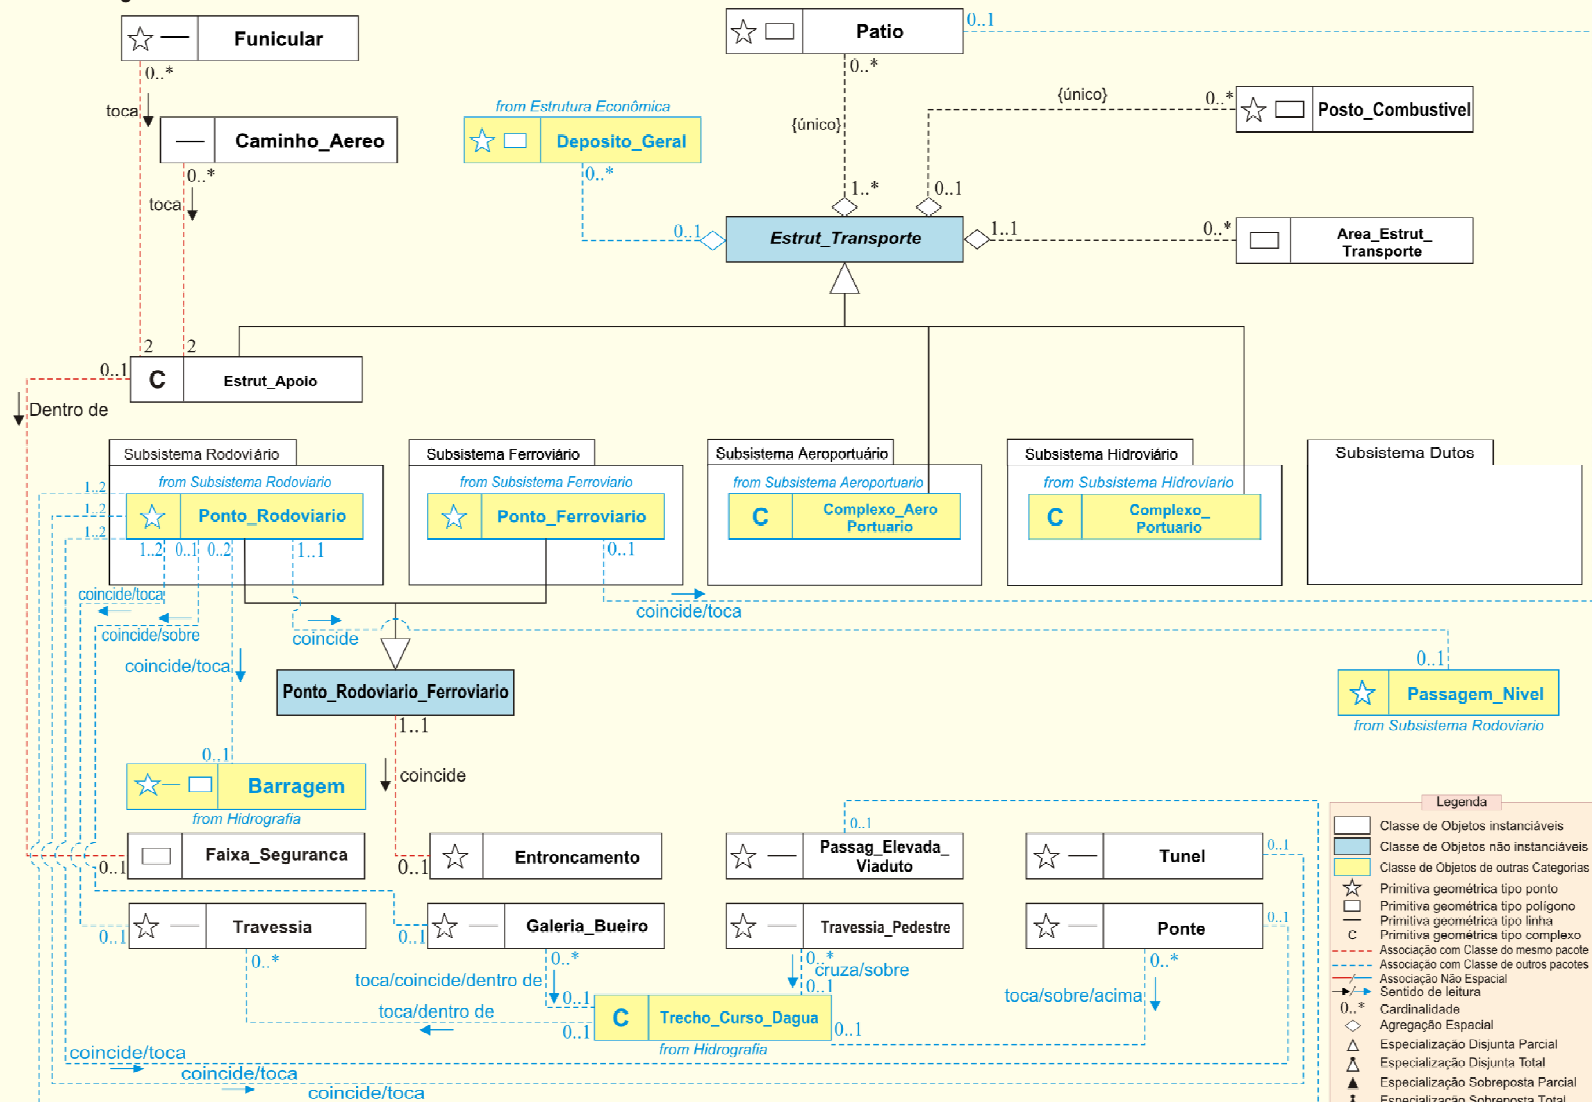 Funicular
Patio
0..1
0..*
0..*
toca
from Estrutura Econômica
{único}
0..*
Posto_Combustivel
Caminho_Aereo
Deposito_Geral
{único}
0..*
0..*
toca
1..*
0..1
0..1
Estrut_Transporte
1..1
0..*
Area_Estrut_
Transporte
2
2
0..1
C
Estrut_Apoio
Dentro de
Subsistema Rodoviário
Subsistema Ferroviário
Subsistema Aeroportuário
Subsistema Hidroviário
Subsistema Dutos
from Subsistema Rodoviario
from Subsistema Ferroviario
from Subsistema Aeroportuario
from Subsistema Hidroviario
1..2
1..2
1..2
Ponto_Rodoviario
Ponto_Ferroviario
C
Complexo_Aero
Portuario
C
Complexo_
Portuario
1..2
0..1
0..2
1..1
0..1
coincide/toca
coincide/sobre
coincide
coincide/toca
coincide/toca
0..1
Ponto_Rodoviario_Ferroviario
Passagem_Nivel
from Subsistema Rodoviario
1..1
0..1
coincide
Barragem
from Hidrografia
0..1
Faixa_Seguranca
0..1
Entroncamento
0..1
Passag_Elevada_
Viaduto
Tunel
0..1
0..1
Travessia
0..1
Galeria_Bueiro
Travessia_Pedestre
Ponte
0..1
0..1
0..*
0..*
0..*
0..*
toca/coincide/dentro de
cruza/sobre
toca/sobre/acima
0..1
0..1
toca/dentro de
0..1
C
Trecho_Curso_Dagua
0..1
from Hidrografia
coincide/toca
coincide/toca
coincide/toca
Legenda
Classe de Objetos instanciáveis
Classe de Objetos não instanciáveis
Classe de Objetos de outras Categorias
Primitiva geométrica tipo ponto
Primitiva geométrica tipo polígono
Primitiva geométrica tipo linha
C Primitiva geométrica tipo complexo
Associação com Classe do mesmo pacote
Associação com Classe de outros pacotes
Associação Não Espacial
Sentido de leitura
0..* Cardinalidade
Agregação Espacial
Especialização Disjunta Parcial
Especialização Disjunta Total
Especialização Sobreposta Parcial
Especialização Sobreposta Total